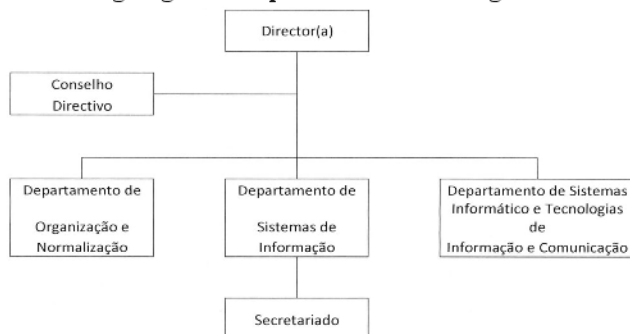 Director(a)
Conselho
Directivo
Departamento de
Organização e
Normalização
Departamento de
Sistemas de
Informação
Departamento de Sistemas
Informático e Tecnologias
de
Informação e Comunicação
Secretariado